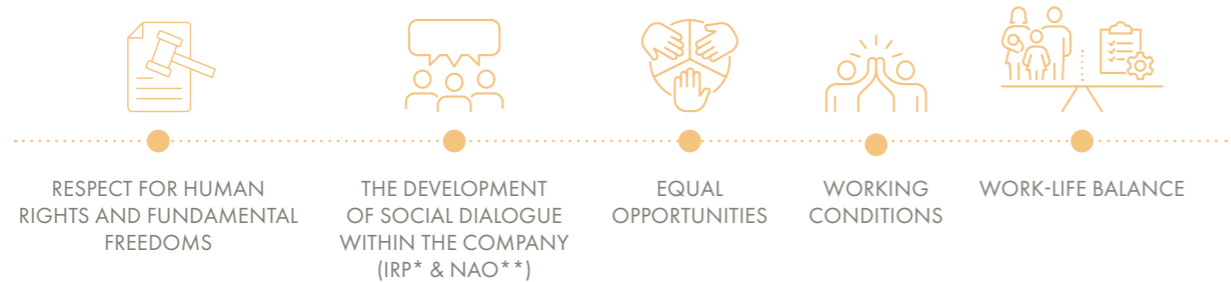 RESPECT FOR HUMAN
RIGHTS AND FUNDAMENTAL
FREEDOMS
THE DEVELOPMENT
OF SOCIAL DIALOGUE
WITHIN THE COMPANY
(IRP* & NAO**)
EQUAL
OPPORTUNITIES
WORKING
CONDITIONS
WORK-LIFE BALANCE